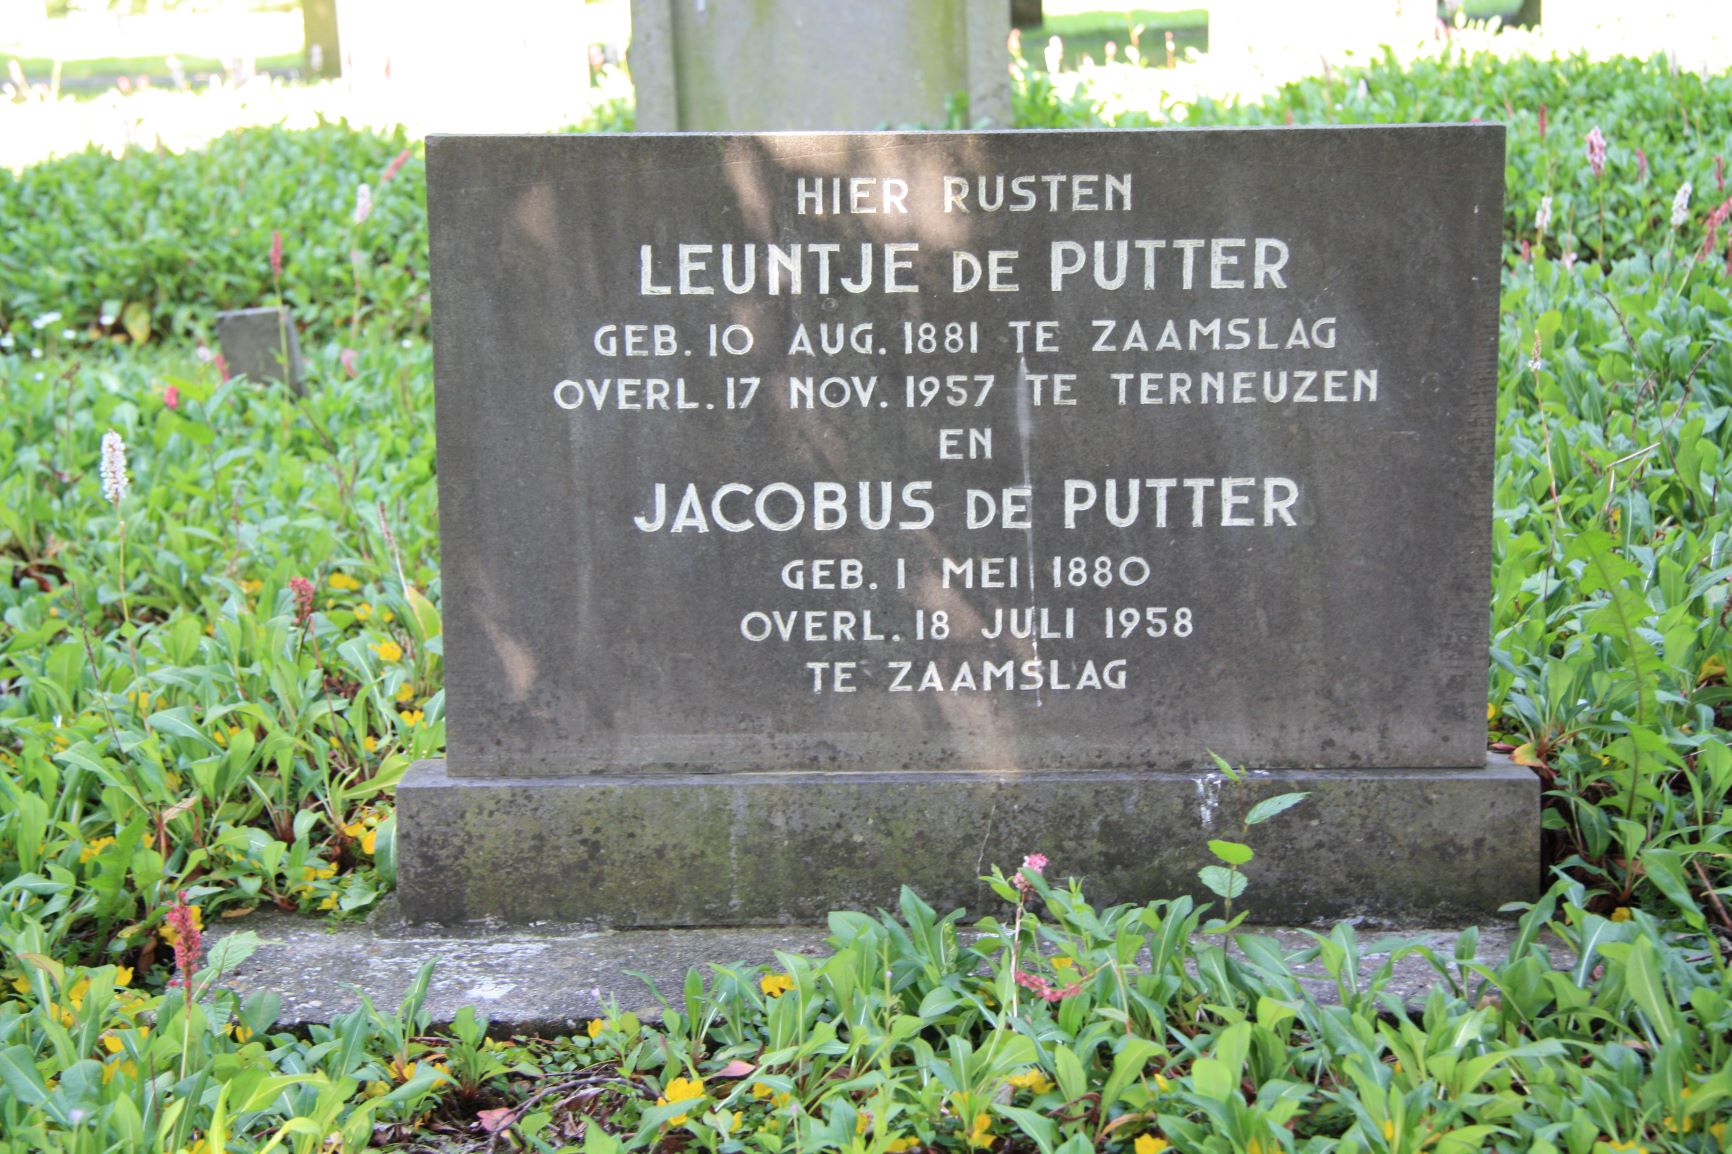 HIER RUSTEN
LEUNTJE DE PUTTER
GEB. 10 AUG. 1881 TE ZAAMSLAG
OVERL. 17 NOV. 1957 TE TERNEUZEN
EN
JACOBUS DE PUTTER
GEB. 1 MEI 1880
OVERL. 18 JULI 1958
TE ZAAMSLAG